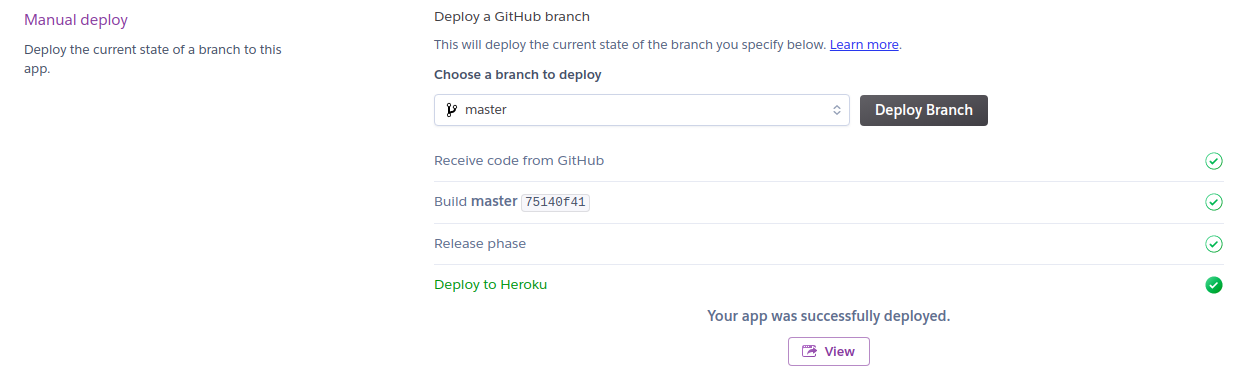 Manual deploy
Deploy the current state of a branch to this
app.
Deploy a GitHub branch
This will deploy the current state of the branch you specify below. Learn more.
Choose a branch to deploy
master
Deploy Branch
Receive code from GitHub
Build master 75140f41
Release phase
Deploy to Heroku
Your app was successfully deployed.
View